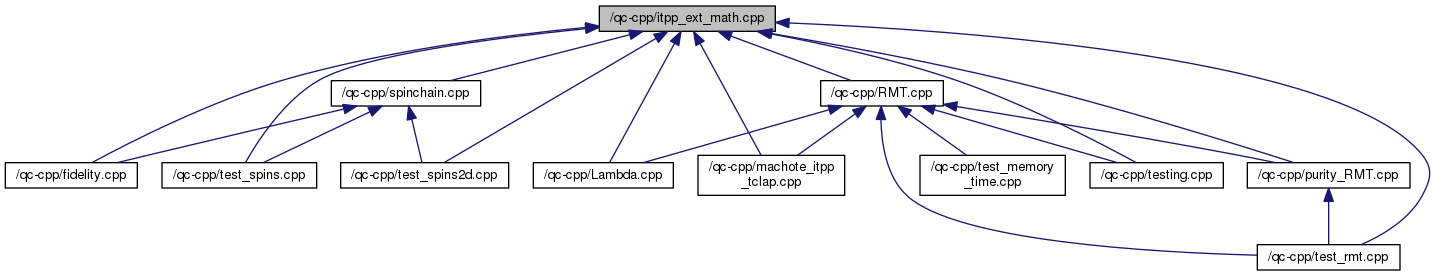 /qc-cpp/itpp_ext_math.cpp
/qc-cpp/spinchain.cpp
/qc-cpp/RMT.cpp
/qc-cpp/fidelity.cpp
/qc-cpp/test_spins.cpp
/qc-cpp/test_spins2d.cpp
/qc-cpp/Lambda.cpp
/qc-cpp/machote_itpp
_tclap.cpp
/qc-cpp/test_memory
_time.cpp
/qc-cpp/testing.cpp
/qc-cpp/purity_RMT.cpp
/qc-cpp/test_rmt.cpp